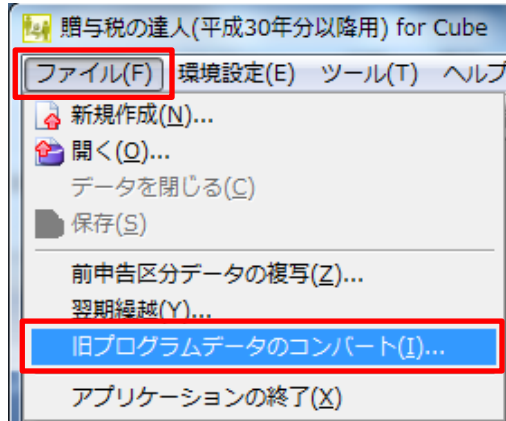 贈与税の達人(平成30年分以降用) for Cube
ファイル(F) 環境設定(E) ツール(T) ヘルプ
新規作成(N)...
開く(O)...
データを閉じる(C)
保存(S)
前申告区分データの複写(Z)...
翌期繰越(Y)...
旧プログラムデータのコンバート(I)...
アプリケーションの終了(X)